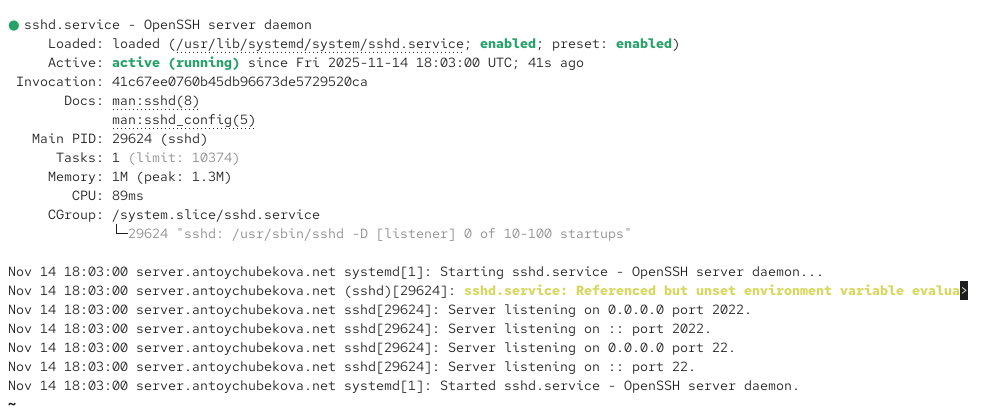 ● sshd.service - OpenSSH server daemon
Loaded: loaded (/usr/lib/systemd/system/sshd.service; enabled; preset: enabled)
Active: active (running) since Fri 2025-11-14 18:03:00 UTC; 41s ago
Invocation: 41c67ee0760b45db96673de5729520ca
Docs: man:sshd(8)
man:sshd_config(5)
Main PID: 29624 (sshd)
Tasks: 1 (limit: 10374)
Memory: 1M (peak: 1.3M)
CPU: 89ms
CGroup: /system.slice/sshd.service
└─29624 "sshd: /usr/sbin/sshd -D [listener] 0 of 10-100 startups"
Nov 14 18:03:00 server.antoychubekova.net systemd[1]: Starting sshd.service - OpenSSH server daemon...
Nov 14 18:03:00 server.antoychubekova.net (sshd)[29624]: sshd.service: Referenced but unset environment variable evalua>
Nov 14 18:03:00 server.antoychubekova.net sshd[29624]: Server listening on 0.0.0.0 port 2022.
Nov 14 18:03:00 server.antoychubekova.net sshd[29624]: Server listening on :: port 2022.
Nov 14 18:03:00 server.antoychubekova.net sshd[29624]: Server listening on 0.0.0.0 port 22.
Nov 14 18:03:00 server.antoychubekova.net sshd[29624]: Server listening on :: port 22.
Nov 14 18:03:00 server.antoychubekova.net systemd[1]: Started sshd.service - OpenSSH server daemon.
~